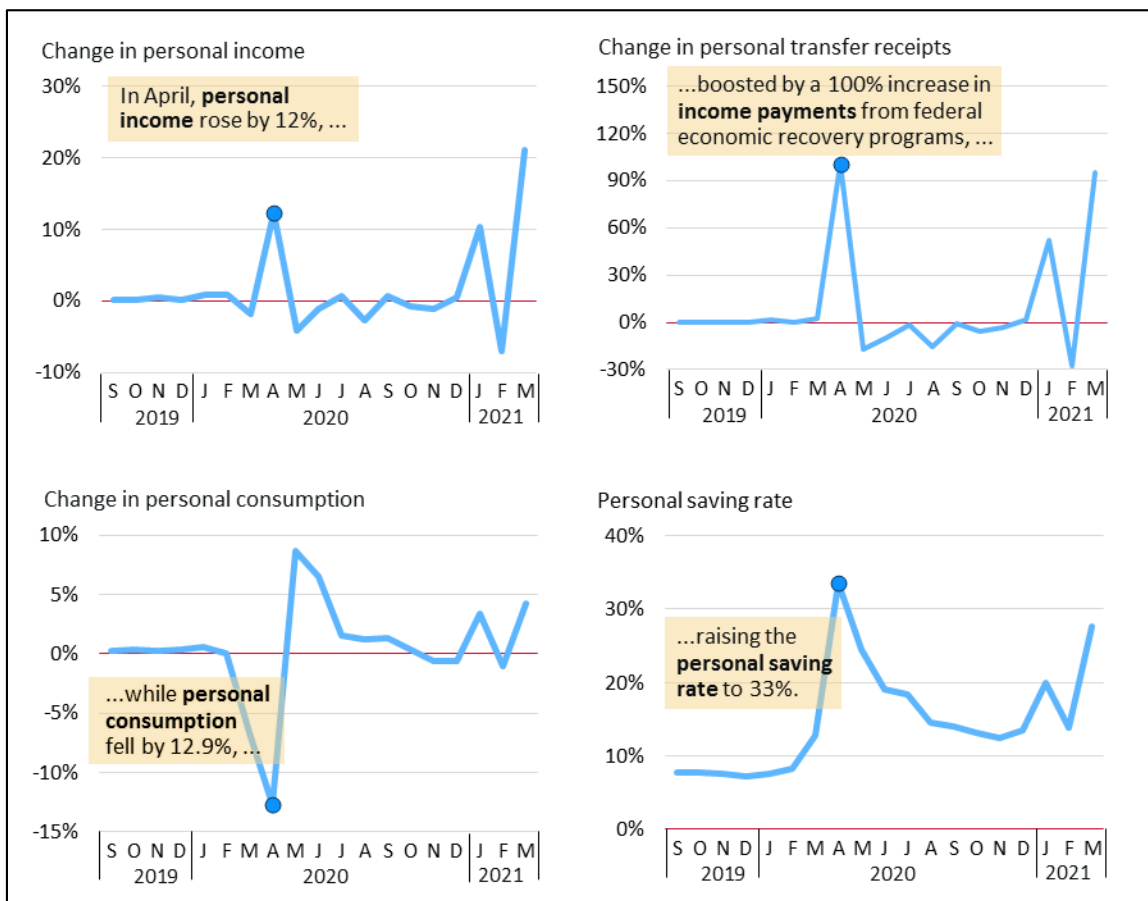 Change in personal income
30%
In April, personal
income rose by 12%, ...
20%
10%
0%
-10%
S O N D J F M A M J J A S O N D J F M
2019 2020 2021
Change in personal transfer receipts
150%
...boosted by a 100% increase in
income payments from federal
economic recovery programs, ...
120%
90%
60%
30%
0%
-30%
S O N D J F M A M J J A S O N D J F M
2019 2020 2021
Change in personal consumption
10%
5%
0%
...while personal
consumption
fell by 12.9%, ...
-5%
-10%
-15%
S O N D J F M A M J J A S O N D J F M
2019 2020 2021
Personal saving rate
40%
30%
...raising the
personal saving
rate to 33%.
20%
10%
0%
S O N D J F M A M J J A S O N D J F M
2019 2020 2021